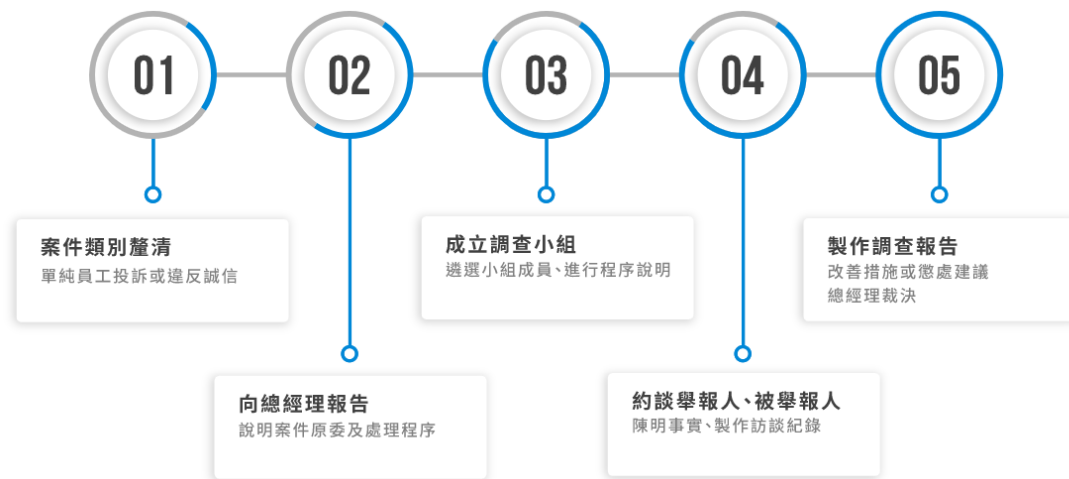 01
02
03
04
05
案件類別釐清
單純員工投訴或違反誠信
向總經理報告
說明案件原委及處理程序
成立調查小組
遴選小組成員、進行程序說明
約談舉報人、被舉報人
陳明事實、製作訪談紀錄
製作調查報告
改善措施或懲處建議
總經理裁決